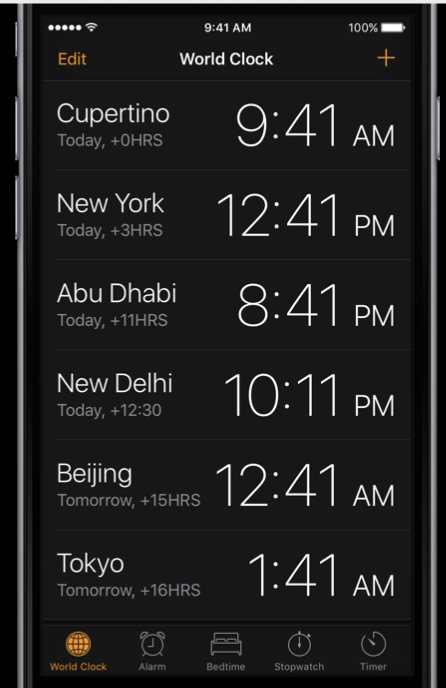 9:41 AM 100%
Edit World Clock +
Cupertino 9:41 AM
Today, +0HRS
New York 12:41 PM
Today, +3HRS
Abu Dhabi 8:41 PM
Today, +11HRS
New Delhi 10:11 PM
Today, +12:30
Beijing 12:41 AM
Tomorrow, +15HRS
Tokyo 1:41 AM
Tomorrow, +16HRS
World Clock Alarm Bedtime Stopwatch Timer